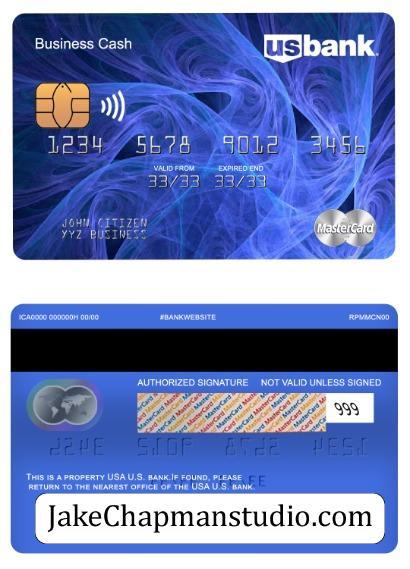 Business Cash
usbank.
1234 5678 9012 3456
VALID FROM EXPIRED END
33/33 33/33
JOHN CITIZEN
XYZ BUSINESS
MasterCard
ICA0000 000000H 00/00 #BANKWEBSITE RPMMCN00
AUTHORIZED SIGNATURE NOT VALID UNLESS SIGNED
999
THIS IS A PROPERTY USA U.S. BANK.IF FOUND, PLEASE
RETURN TO THE NEAREST OFFICE OF THE USA U.S. BANK.
JakeChapmanstudio.com